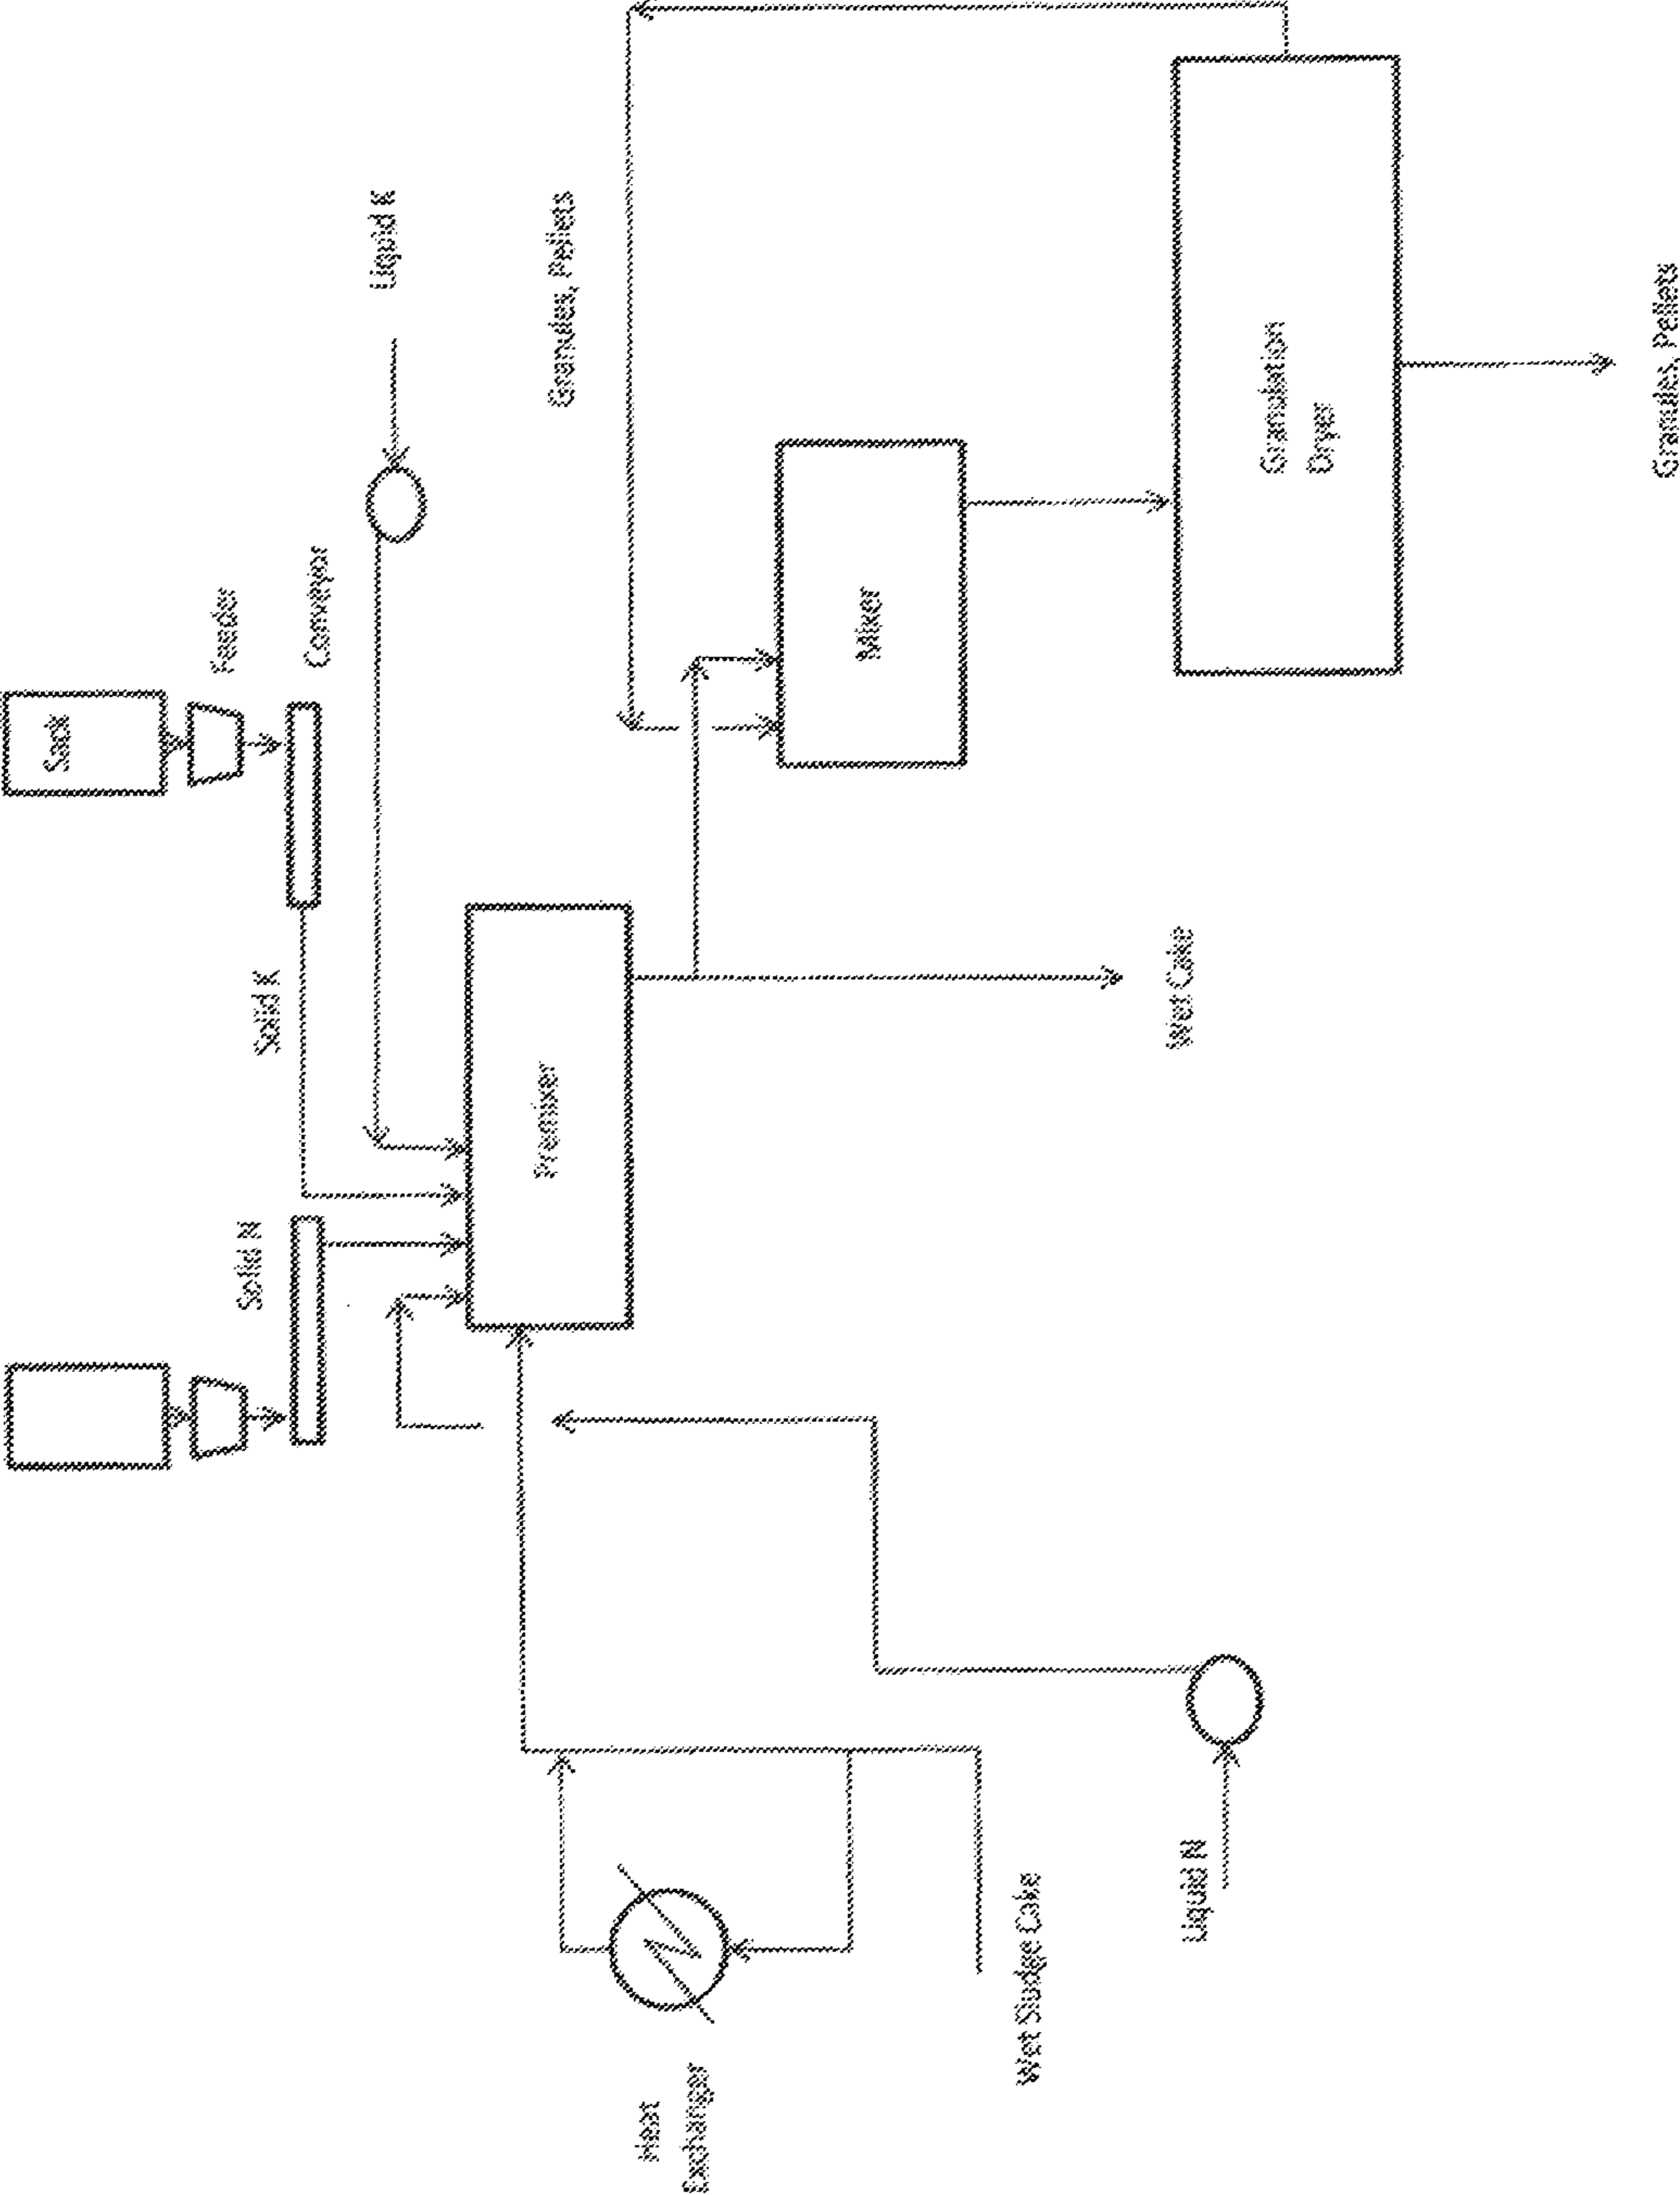 Sack
Feeder
Conveyor
Solid K
Solid N
Liquid K
Granules, Pellets
Premixer
Mixer
Granulation
Dryer
Granules, Pellets
Wet Cake
Heat
Exchanger
Wet Sludge Cake
Liquid N